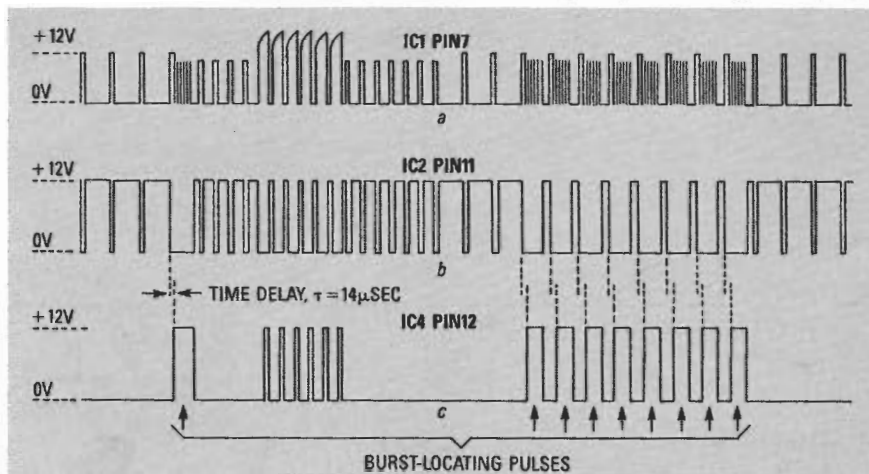 IC1 PIN7
+12V
0V
a
IC2 PIN11
+12V
0V
b
TIME DELAY, τ = 14μSEC
IC4 PIN12
+12V
0V
c
BURST-LOCATING PULSES